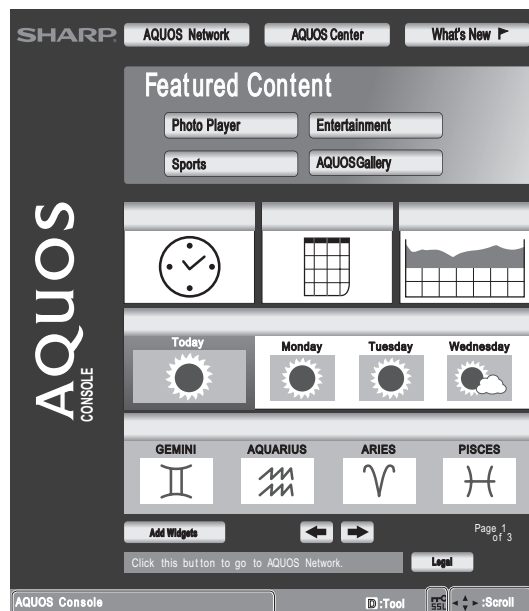 SHARP AQUOS Network AQUOS Center What's New
Featured Content
Photo Player Entertainment
Sports AQUOSGallery
AQUOS
CONSOLE
Today Monday Tuesday Wednesday
GEMINI AQUARIUS ARIES PISCES
Add Widgets Page 1
of 3
Click this button to go to AQUOS Network. Legal
AQUOS Console D:Tool SSL :Scroll